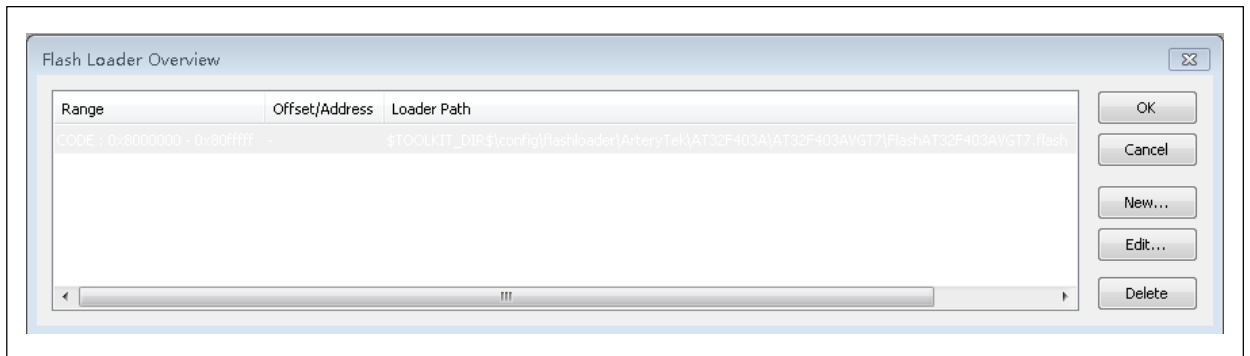 Flash Loader Overview
Range Offset/Address Loader Path
CODE : 0x8000000 - 0x80fffff - $TOOLKIT_DIR$\config\flashloader\ArteryTek\AT32F403A\AT32F403AVGT7\FlashAT32F403AVGT7.flash
OK
Cancel
New...
Edit...
Delete